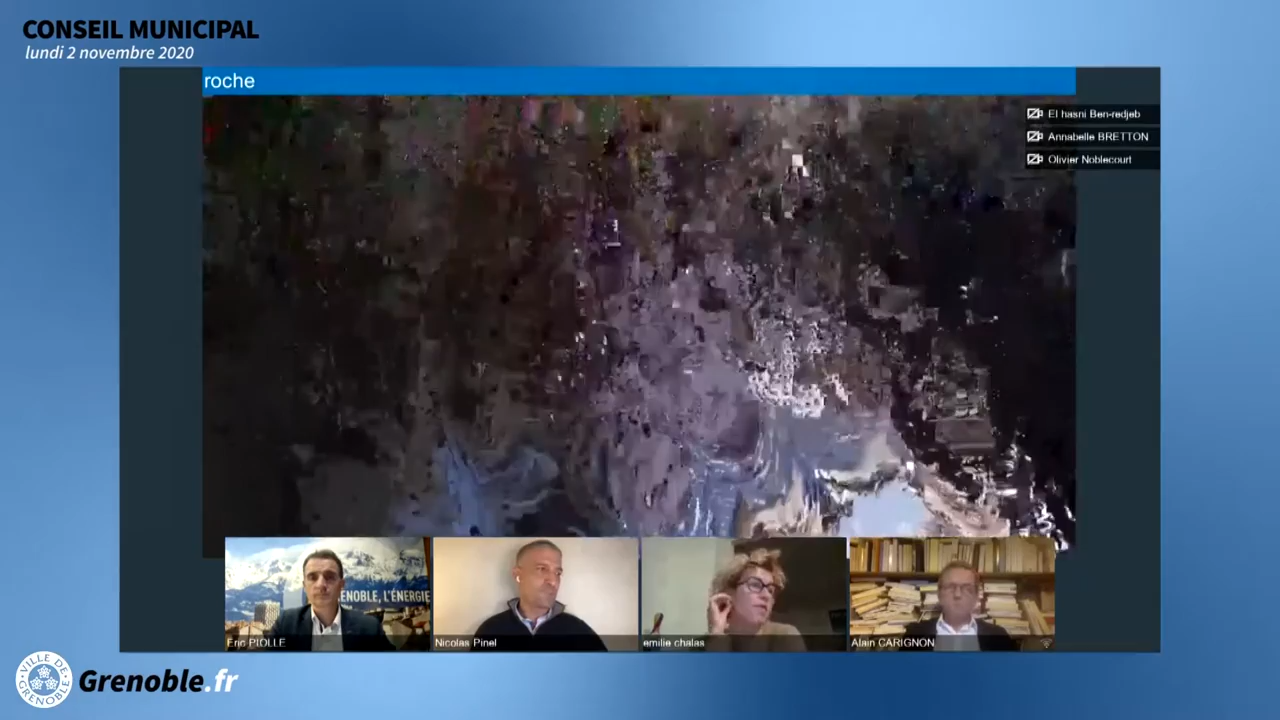 CONSEIL MUNICIPAL
lundi 2 novembre 2020
roche
El hasni Ben-redjeb
Annabelle BRETTON
Olivier Noblecourt
ENOBLE, L'ÉNERGIE
Eric PIOLLE
Nicolas Pinel
emilie chalas
Alain CARIGNON
VILLE DE
GRENOBLE
Grenoble.fr